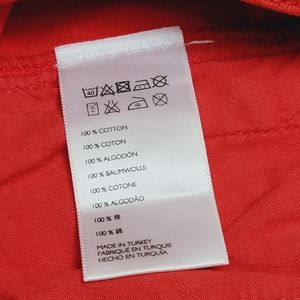 40
100 % COTTON
100 % COTON
100 % ALGODÓN
100 % BAUMWOLLE
100 % COTONE
100 % ALGODÃO
100 % 棉
100 % 綿
MADE IN TURKEY
FABRIQUÉ EN TURQUIE
HECHO EN TURQUÍA